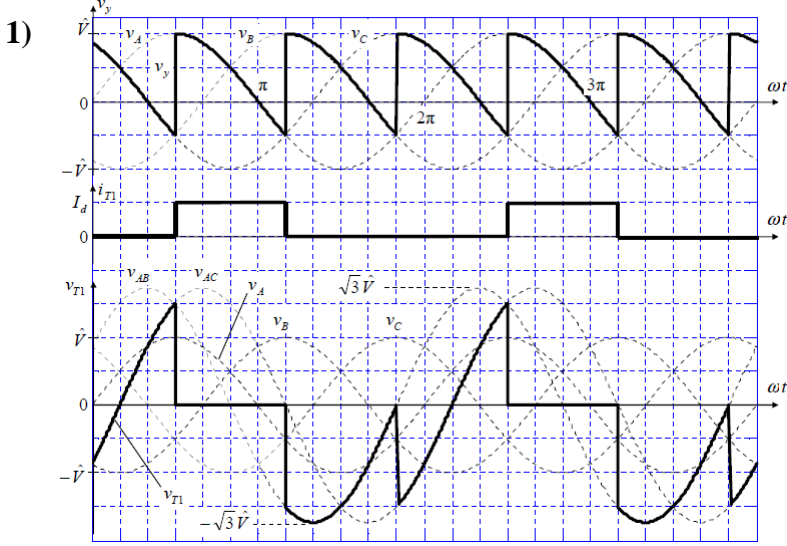 1)
v_y
V̂ v_A v_B v_C
v_y
π 3π
0 ωt
2π
−V̂
i_T1
I_d
0 ωt
v_AB v_AC v_A √3 V̂
v_T1
V̂ v_B v_C
0 ωt
−V̂
v_T1
−√3 V̂